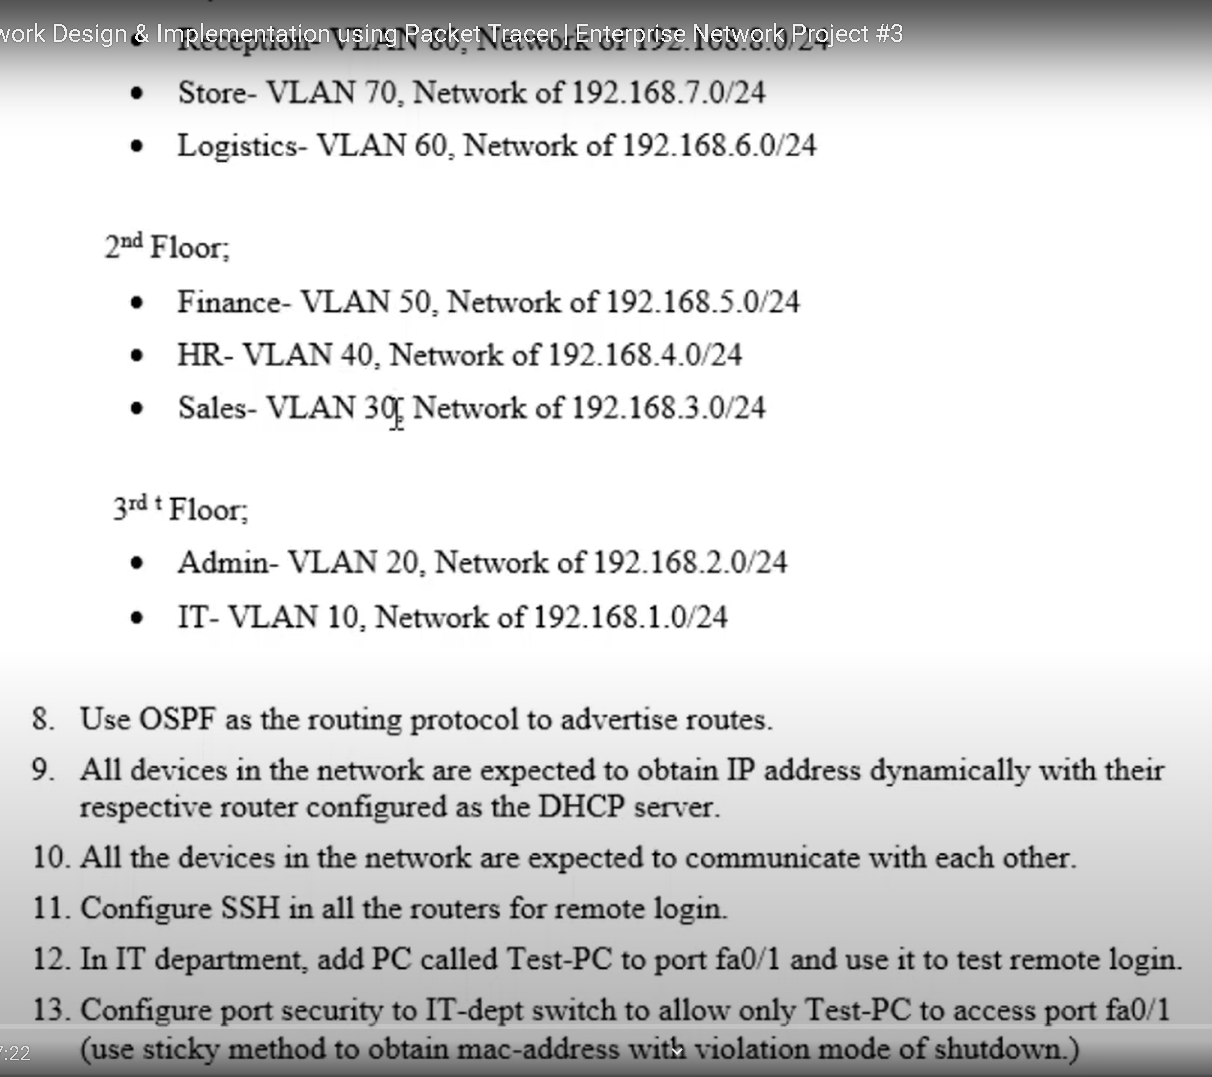 work Design & Implementation using Packet Tracer | Enterprise Network Project #3
• Reception- VLAN 80, Network of 192.168.8.0/24
• Store- VLAN 70, Network of 192.168.7.0/24
• Logistics- VLAN 60, Network of 192.168.6.0/24
2nd Floor;
• Finance- VLAN 50, Network of 192.168.5.0/24
• HR- VLAN 40, Network of 192.168.4.0/24
• Sales- VLAN 30, Network of 192.168.3.0/24
3rd t Floor;
• Admin- VLAN 20, Network of 192.168.2.0/24
• IT- VLAN 10, Network of 192.168.1.0/24
8. Use OSPF as the routing protocol to advertise routes.
9. All devices in the network are expected to obtain IP address dynamically with their
respective router configured as the DHCP server.
10. All the devices in the network are expected to communicate with each other.
11. Configure SSH in all the routers for remote login.
12. In IT department, add PC called Test-PC to port fa0/1 and use it to test remote login.
13. Configure port security to IT-dept switch to allow only Test-PC to access port fa0/1
(use sticky method to obtain mac-address with violation mode of shutdown.)
:22